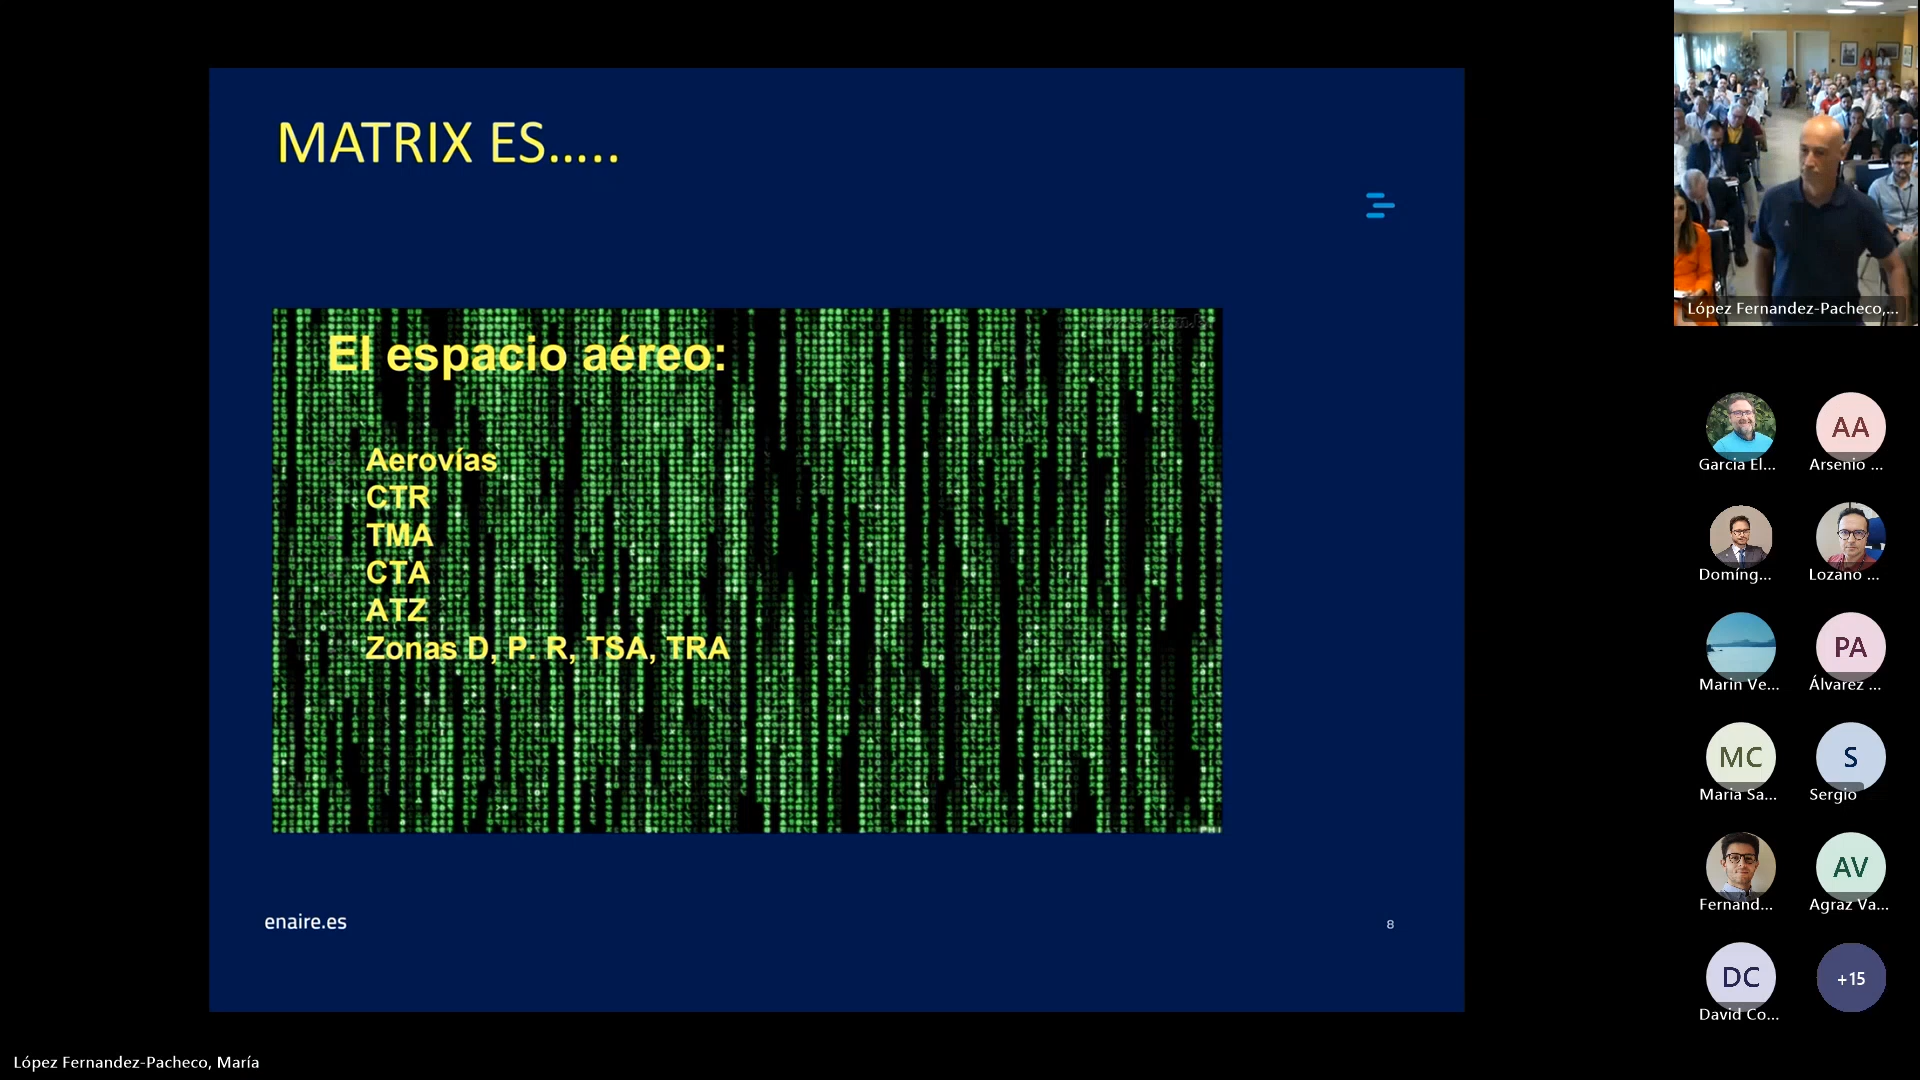 MATRIX ES.....
El espacio aéreo:
Aerovías
CTR
TMA
CTA
ATZ
Zonas D, P. R, TSA, TRA
enaire.es
8
López Fernandez-Pacheco,...
Garcia El...
AA
Arsenio ...
Domíng...
Lozano ...
Marin Ve...
PA
Álvarez ...
MC
Maria Sa...
S
Sergio
Fernand...
AV
Agraz Va...
DC
David Co...
+15
López Fernandez-Pacheco, María